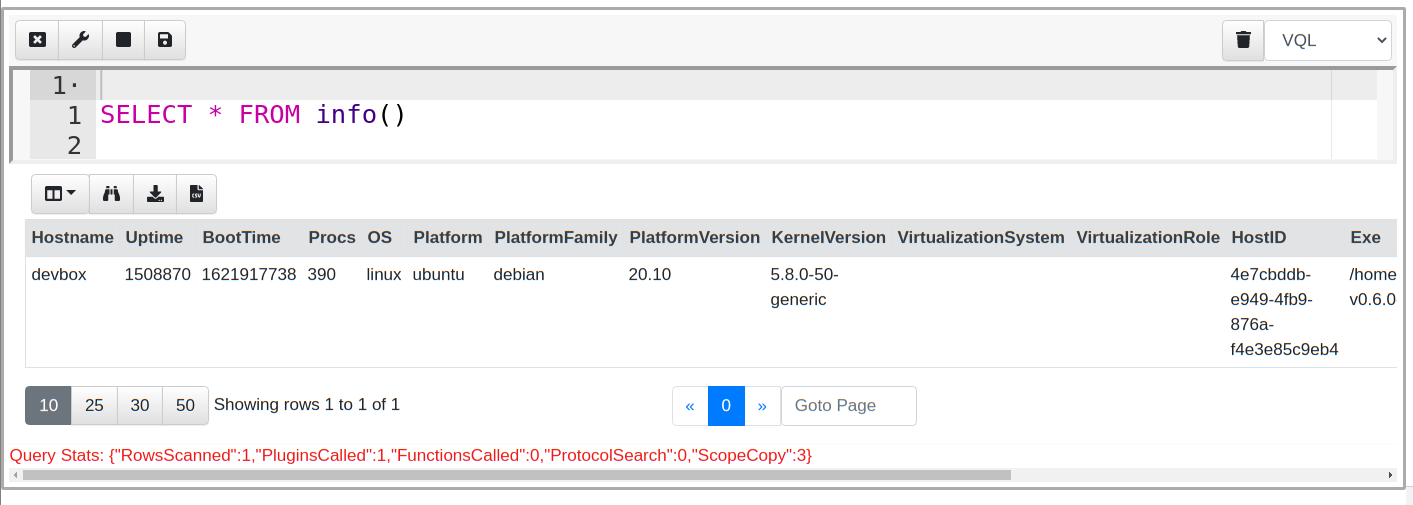 VQL
1·
1 SELECT * FROM info()
2
CSV
Hostname Uptime BootTime Procs OS Platform PlatformFamily PlatformVersion KernelVersion VirtualizationSystem VirtualizationRole HostID Exe
devbox 1508870 1621917738 390 linux ubuntu debian 20.10 5.8.0-50- 4e7cbddb- /home
generic e949-4fb9- v0.6.0
876a-
f4e3e85c9eb4
10 25 30 50 Showing rows 1 to 1 of 1 « 0 » Goto Page
Query Stats: {"RowsScanned":1,"PluginsCalled":1,"FunctionsCalled":0,"ProtocolSearch":0,"ScopeCopy":3}